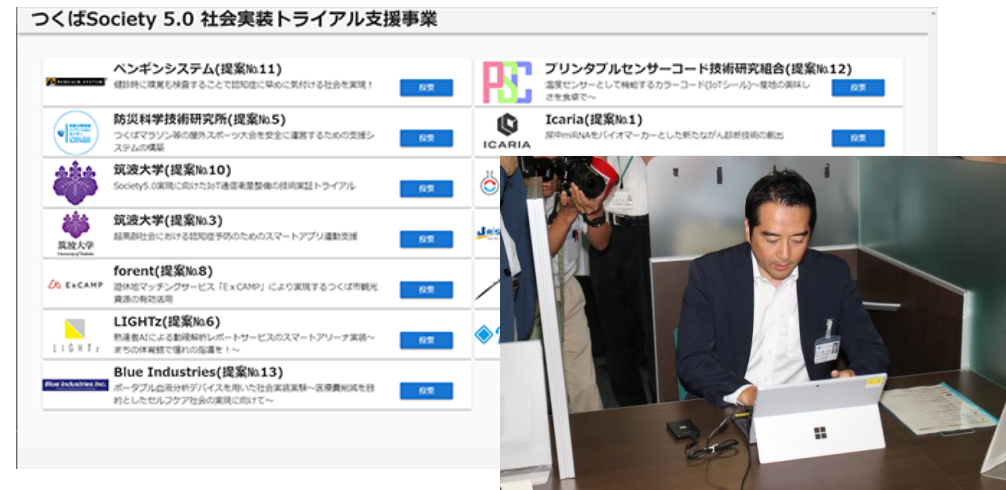 つくばSociety 5.0 社会実装トライアル支援事業
ペンギンシステム(提案№11)
健診時に嗅覚も検査することで認知症に早めに気付ける社会を実現!
投票
防災科学技術研究所(提案№5)
つくばマラソン等の屋外スポーツ大会を安全に運営するための支援シ
ステムの構築
投票
筑波大学(提案№10)
Society5.0実現に向けたIoT通信衛星整備の技術実証トライアル
投票
筑波大学
筑波大学(提案№3)
超高齢社会における認知症予防のためのスマートアプリ運動支援
投票
ExCAMP
forent(提案№8)
遊休地マッチングサービス「ExCAMP」により実現するつくば市観光
資源の有効活用
投票
LIGHTz
LIGHTz(提案№6)
熟達者AIによる動線解析レポートサービスのスマートアリーナ実装~
まちの体育館で憧れの指導を!~
投票
Blue Industries Inc.
Blue Industries(提案№13)
ポータブル血液分析デバイスを用いた社会実装実験~医療費削減を目
的としたセルフケア社会の実現に向けて~
投票
PSC
プリンタブルセンサーコード技術研究組合(提案№12)
温度センサーとして機能するカラーコード(IoTシール)~産地の美味し
さを食卓で~
投票
ICARIA
Icaria(提案№1)
尿中miRNAをバイオマーカーとした新たながん診断技術の創出
投票